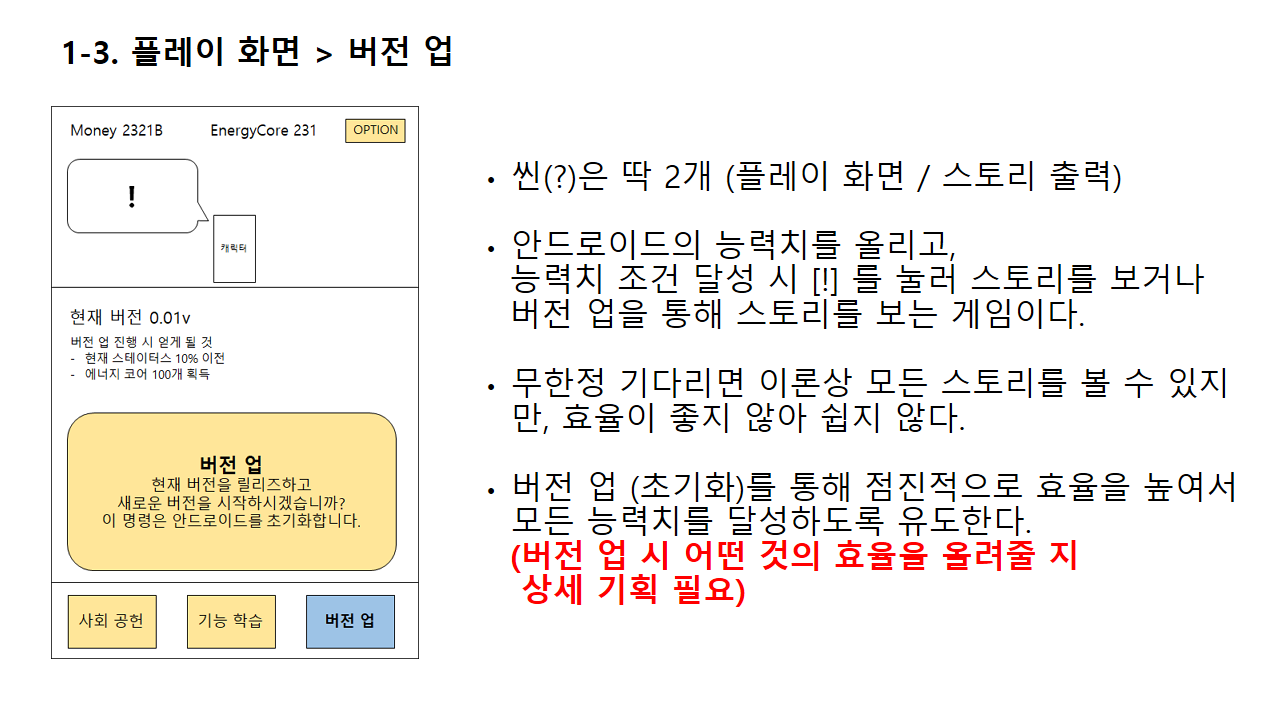 1-3. 플레이 화면 > 버전 업
Money 2321B
EnergyCore 231
OPTION
!
캐릭터
현재 버전 0.01v
버전 업 진행 시 얻게 될 것
- 현재 스테이터스 10% 이전
- 에너지 코어 100개 획득
버전 업
현재 버전을 릴리즈하고
새로운 버전을 시작하시겠습니까?
이 명령은 안드로이드를 초기화합니다.
사회 공헌
기능 학습
버전 업
• 씬(?)은 딱 2개 (플레이 화면 / 스토리 출력)
• 안드로이드의 능력치를 올리고,
능력치 조건 달성 시 [!] 를 눌러 스토리를 보거나
버전 업을 통해 스토리를 보는 게임이다.
• 무한정 기다리면 이론상 모든 스토리를 볼 수 있지
만, 효율이 좋지 않아 쉽지 않다.
• 버전 업 (초기화)를 통해 점진적으로 효율을 높여서
모든 능력치를 달성하도록 유도한다.
(버전 업 시 어떤 것의 효율을 올려줄 지
상세 기획 필요)